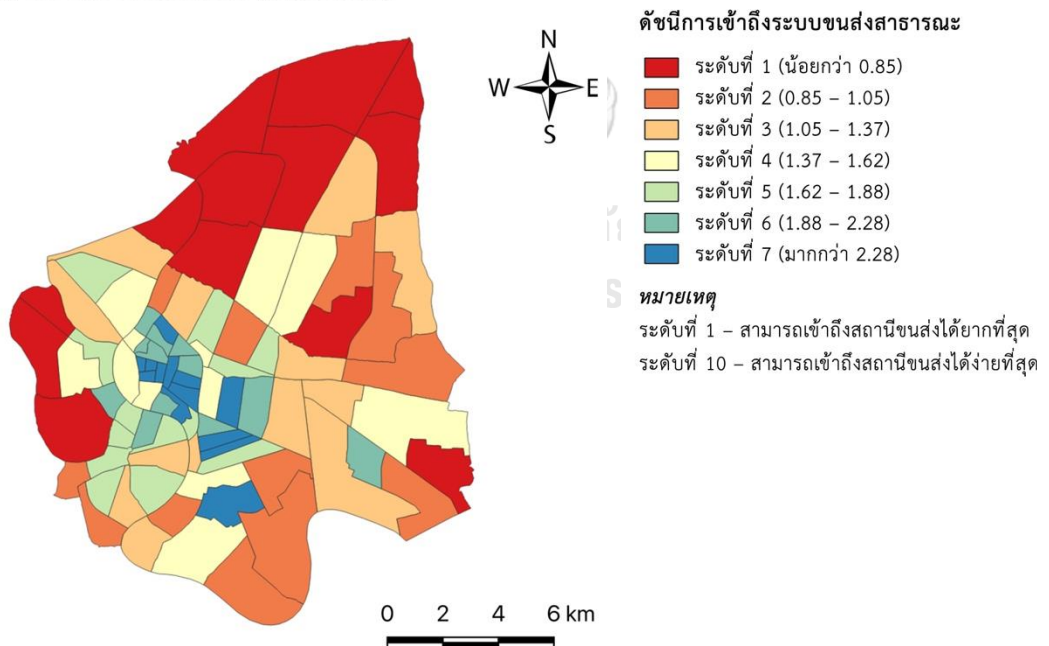 N
W E
S
0 2 4 6 km
ดัชนีการเข้าถึงระบบขนส่งสาธารณะ
ระดับที่ 1 (น้อยกว่า 0.85)
ระดับที่ 2 (0.85 – 1.05)
ระดับที่ 3 (1.05 – 1.37)
ระดับที่ 4 (1.37 – 1.62)
ระดับที่ 5 (1.62 – 1.88)
ระดับที่ 6 (1.88 – 2.28)
ระดับที่ 7 (มากกว่า 2.28)
หมายเหตุ
ระดับที่ 1 – สามารถเข้าถึงสถานีขนส่งได้ยากที่สุด
ระดับที่ 10 – สามารถเข้าถึงสถานีขนส่งได้ง่ายที่สุด